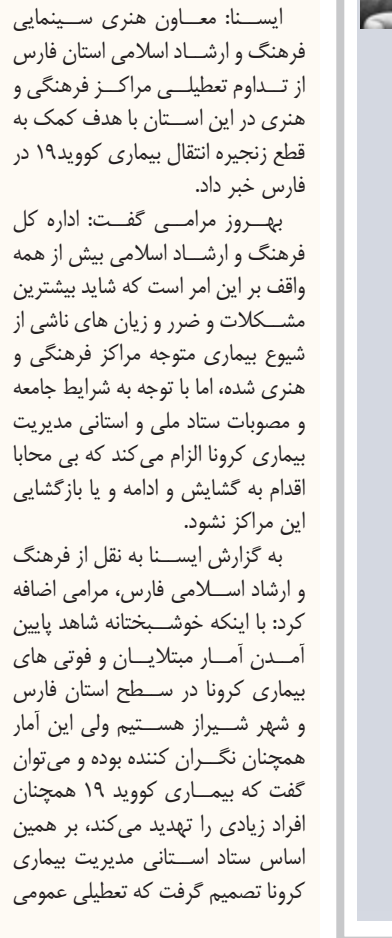 ایسنا: معاون هنری سینمایی
فرهنگ و ارشاد اسلامی استان فارس
از تداوم تعطیلی مراکز فرهنگی و
هنری در این استان با هدف کمک به
قطع زنجیره انتقال بیماری کووید۱۹ در
فارس خبر داد.
بهروز مرامی گفت: اداره کل
فرهنگ و ارشاد اسلامی بیش از همه
واقف بر این امر است که شاید بیشترین
مشکلات و ضرر و زیان های ناشی از
شیوع بیماری متوجه مراکز فرهنگی و
هنری شده، اما با توجه به شرایط جامعه
و مصوبات ستاد ملی و استانی مدیریت
بیماری کرونا الزام می‌کند که بی محابا
اقدام به گشایش و ادامه و یا بازگشایی
این مراکز نشود.
به گزارش ایسنا به نقل از فرهنگ
و ارشاد اسلامی فارس، مرامی اضافه
کرد: با اینکه خوشبختانه شاهد پایین
آمدن آمار مبتلایان و فوتی های
بیماری کرونا در سطح استان فارس
و شهر شیراز هستیم ولی این آمار
همچنان نگران کننده بوده و می‌توان
گفت که بیماری کووید ۱۹ همچنان
افراد زیادی را تهدید می‌کند، بر همین
اساس ستاد استانی مدیریت بیماری
کرونا تصمیم گرفت که تعطیلی عمومی